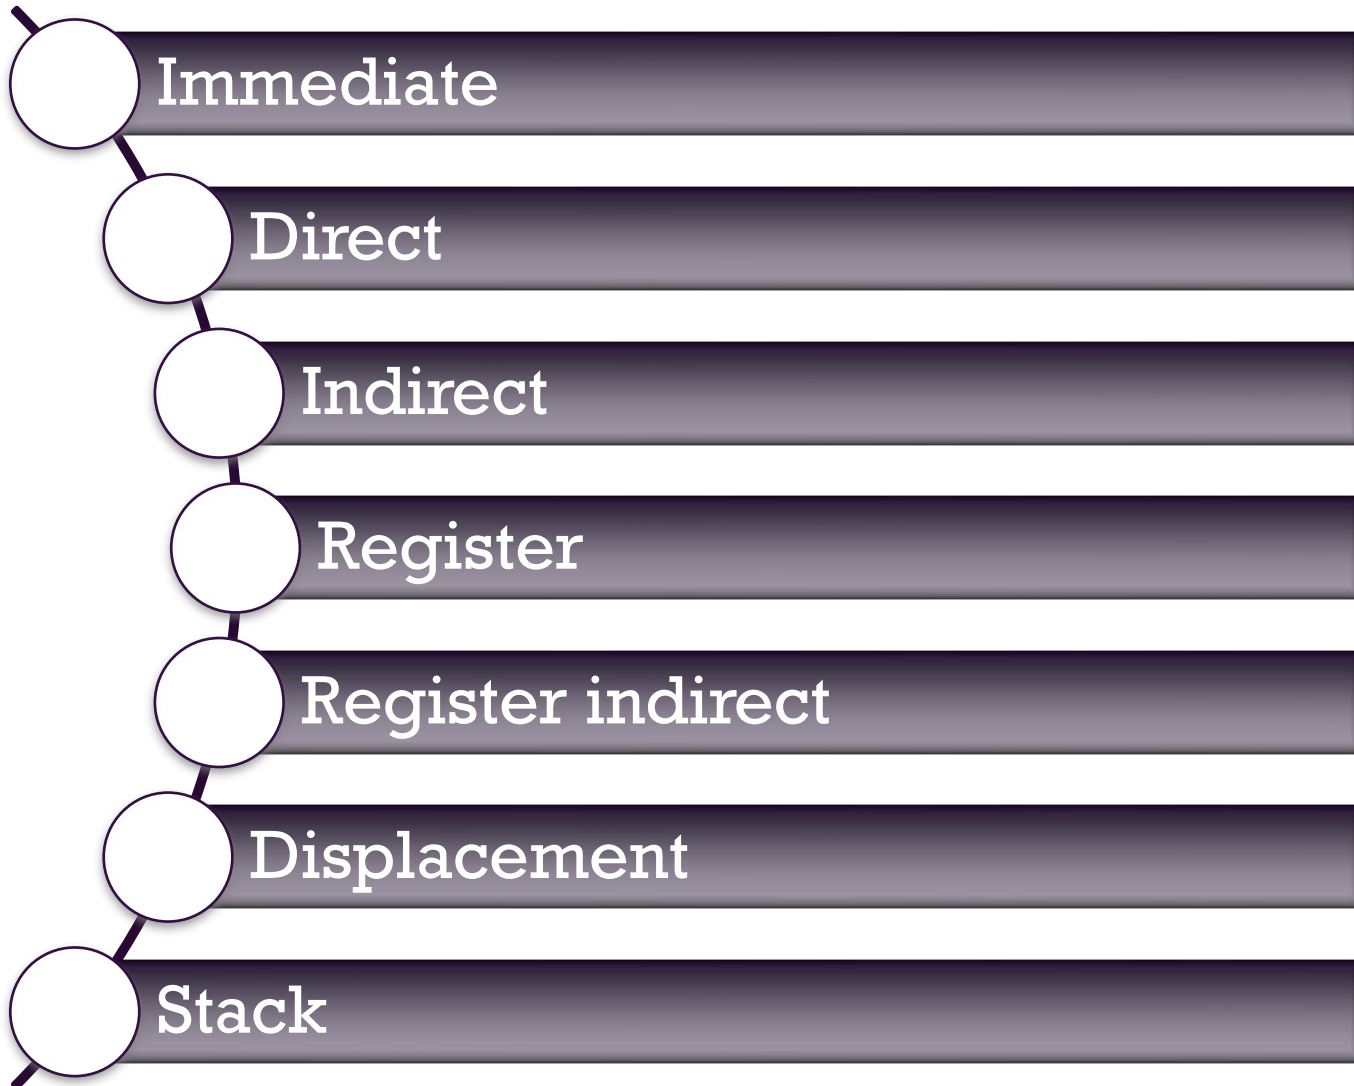 Immediate
Direct
Indirect
Register
Register indirect
Displacement
Stack